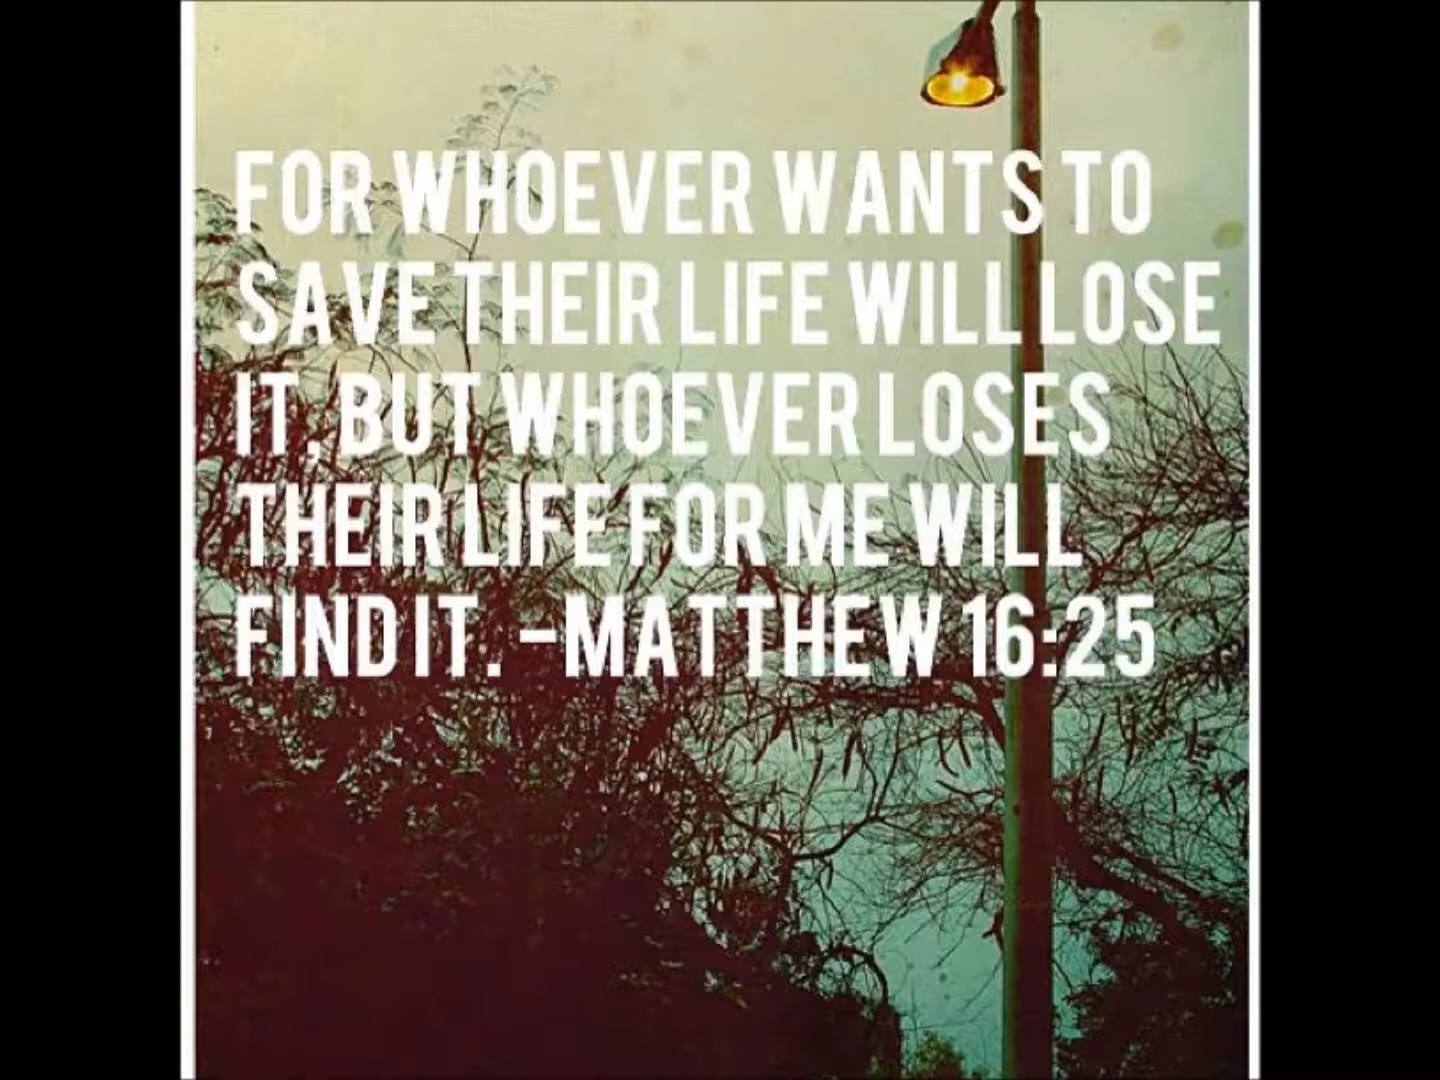 FOR WHOEVER WANTS TO
SAVE THEIR LIFE WILL LOSE
IT, BUT WHOEVER LOSES
THEIR LIFE FOR ME WILL
FIND IT. -MATTHEW 16:25